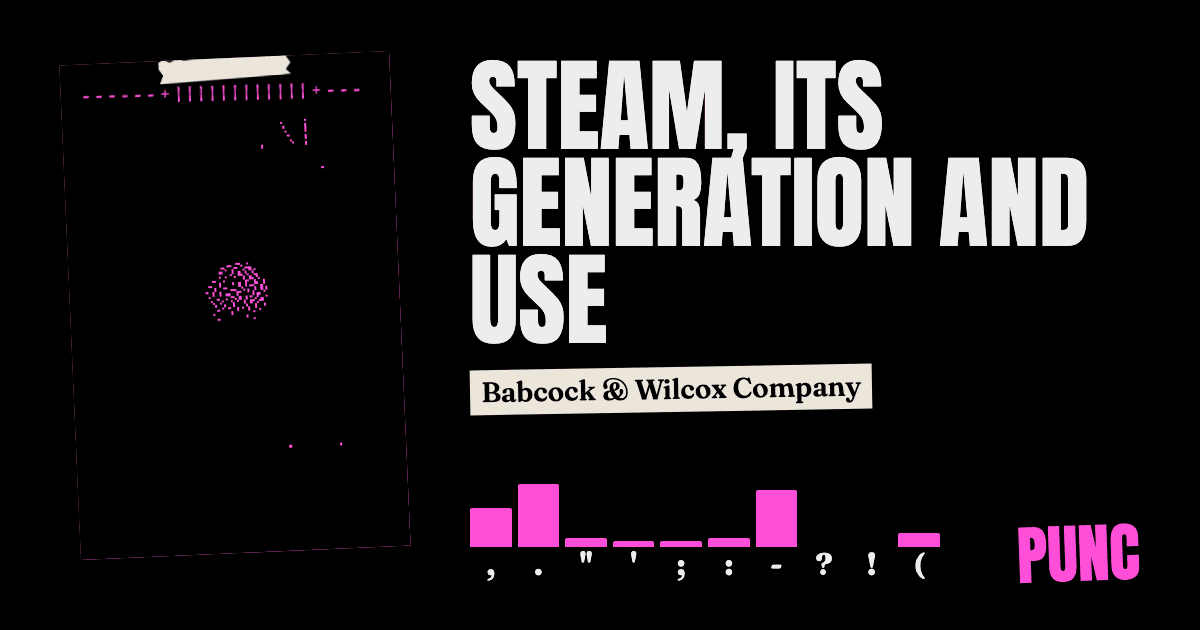 STEAM, ITS
GENERATION AND
USE
Babcock & Wilcox Company
, . " ' ; : - ? ! (
PUNC